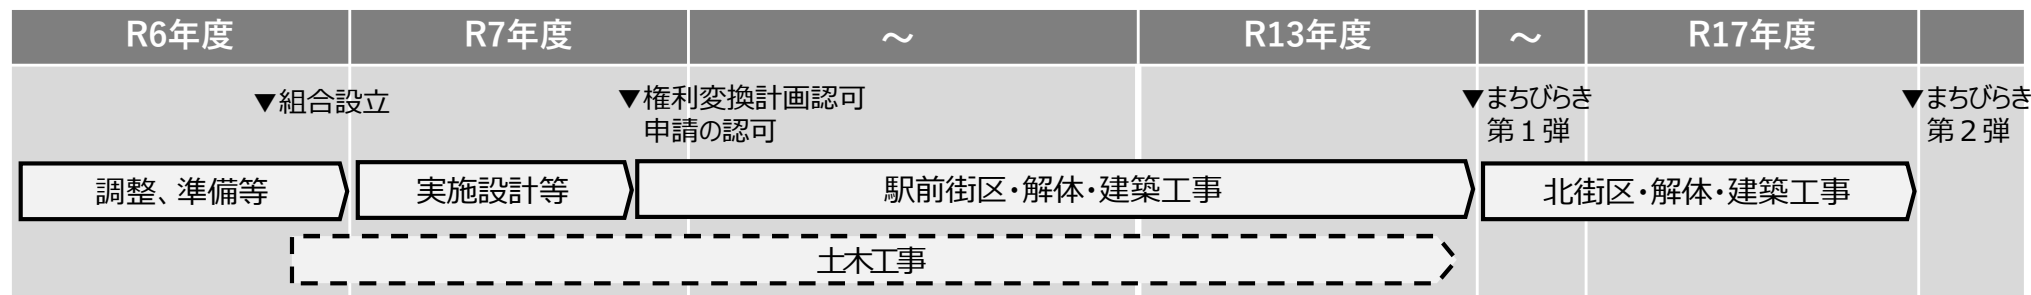 R6年度
R7年度
～
R13年度
～
R17年度
▼組合設立
▼権利変換計画認可
申請の認可
▼まちびらき
第１弾
▼まちびらき
第２弾
調整、準備等
実施設計等
駅前街区・解体・建築工事
北街区・解体・建築工事
土木工事